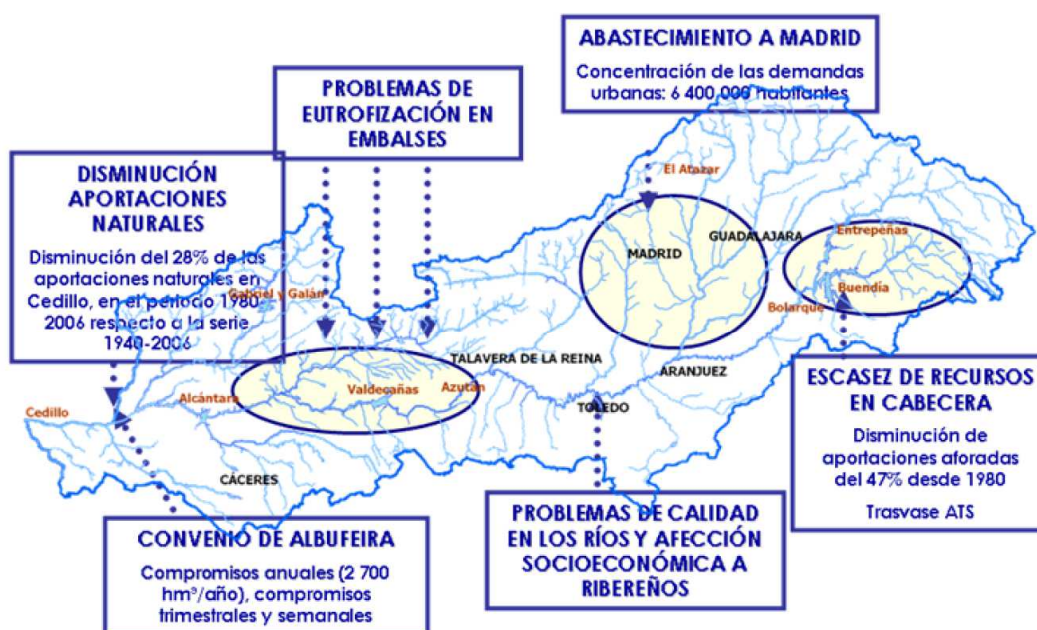 ABASTECIMIENTO A MADRID
Concentración de las demandas
urbanas: 6 400 000 habitantes
PROBLEMAS DE
EUTROFIZACIÓN EN
EMBALSES
DISMINUCIÓN
APORTACIONES
NATURALES
Disminución del 28% de las
aportaciones naturales en
Cedillo, en el periodo 1980-
2006 respecto a la serie
1940-2006
El Atazar
MADRID
GUADALAJARA
Entrepeñas
Buendía
Bolarque
Gabriel y Galán
TALAVERA DE LA REINA
ARANJUEZ
Valdecañas
Azután
Alcántara
Cedillo
TOLEDO
CÁCERES
ESCASEZ DE RECURSOS
EN CABECERA
Disminución de
aportaciones aforadas
del 47% desde 1980
Trasvase ATS
CONVENIO DE ALBUFEIRA
Compromisos anuales (2 700
hm³/año), compromisos
trimestrales y semanales
PROBLEMAS DE CALIDAD
EN LOS RÍOS Y AFECCIÓN
SOCIOECONÓMICA A
RIBEREÑOS